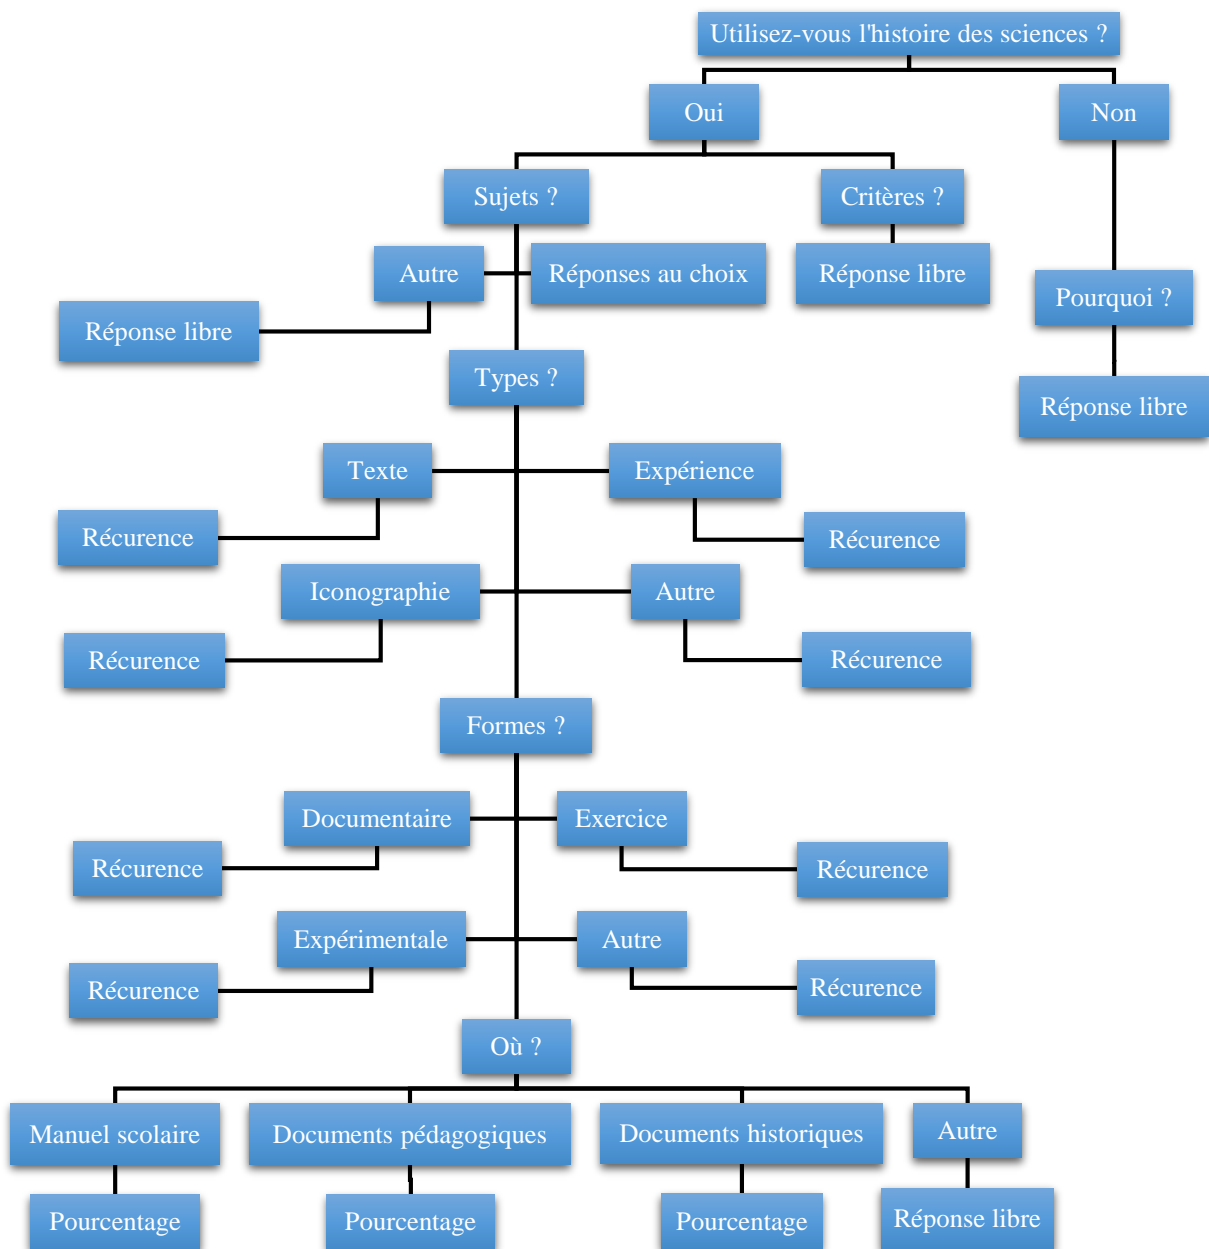 Utilisez-vous l'histoire des sciences ?
Oui
Non
Sujets ?
Critères ?
Autre
Réponses au choix
Réponse libre
Pourquoi ?
Réponse libre
Types ?
Réponse libre
Texte
Expérience
Récurence
Récurence
Iconographie
Autre
Récurence
Récurence
Formes ?
Documentaire
Exercice
Récurence
Récurence
Expérimentale
Autre
Récurence
Récurence
Où ?
Manuel scolaire
Documents pédagogiques
Documents historiques
Autre
Pourcentage
Pourcentage
Pourcentage
Réponse libre